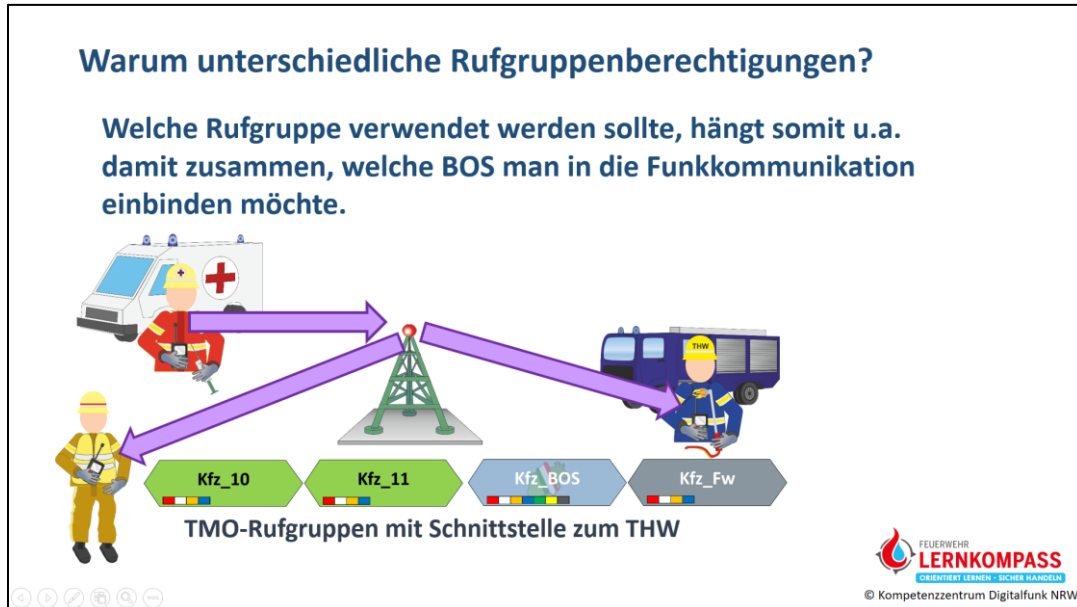 Warum unterschiedliche Rufgruppenberechtigungen?
Welche Rufgruppe verwendet werden sollte, hängt somit u.a.
damit zusammen, welche BOS man in die Funkkommunikation
einbinden möchte.
THW
Kfz_10
Kfz_11
Kfz_BOS
Kfz_Fw
TMO-Rufgruppen mit Schnittstelle zum THW
FEUERWEHR
LERNKOMPASS
ORIENTIERT LERNEN - SICHER HANDELN
© Kompetenzzentrum Digitalfunk NRW